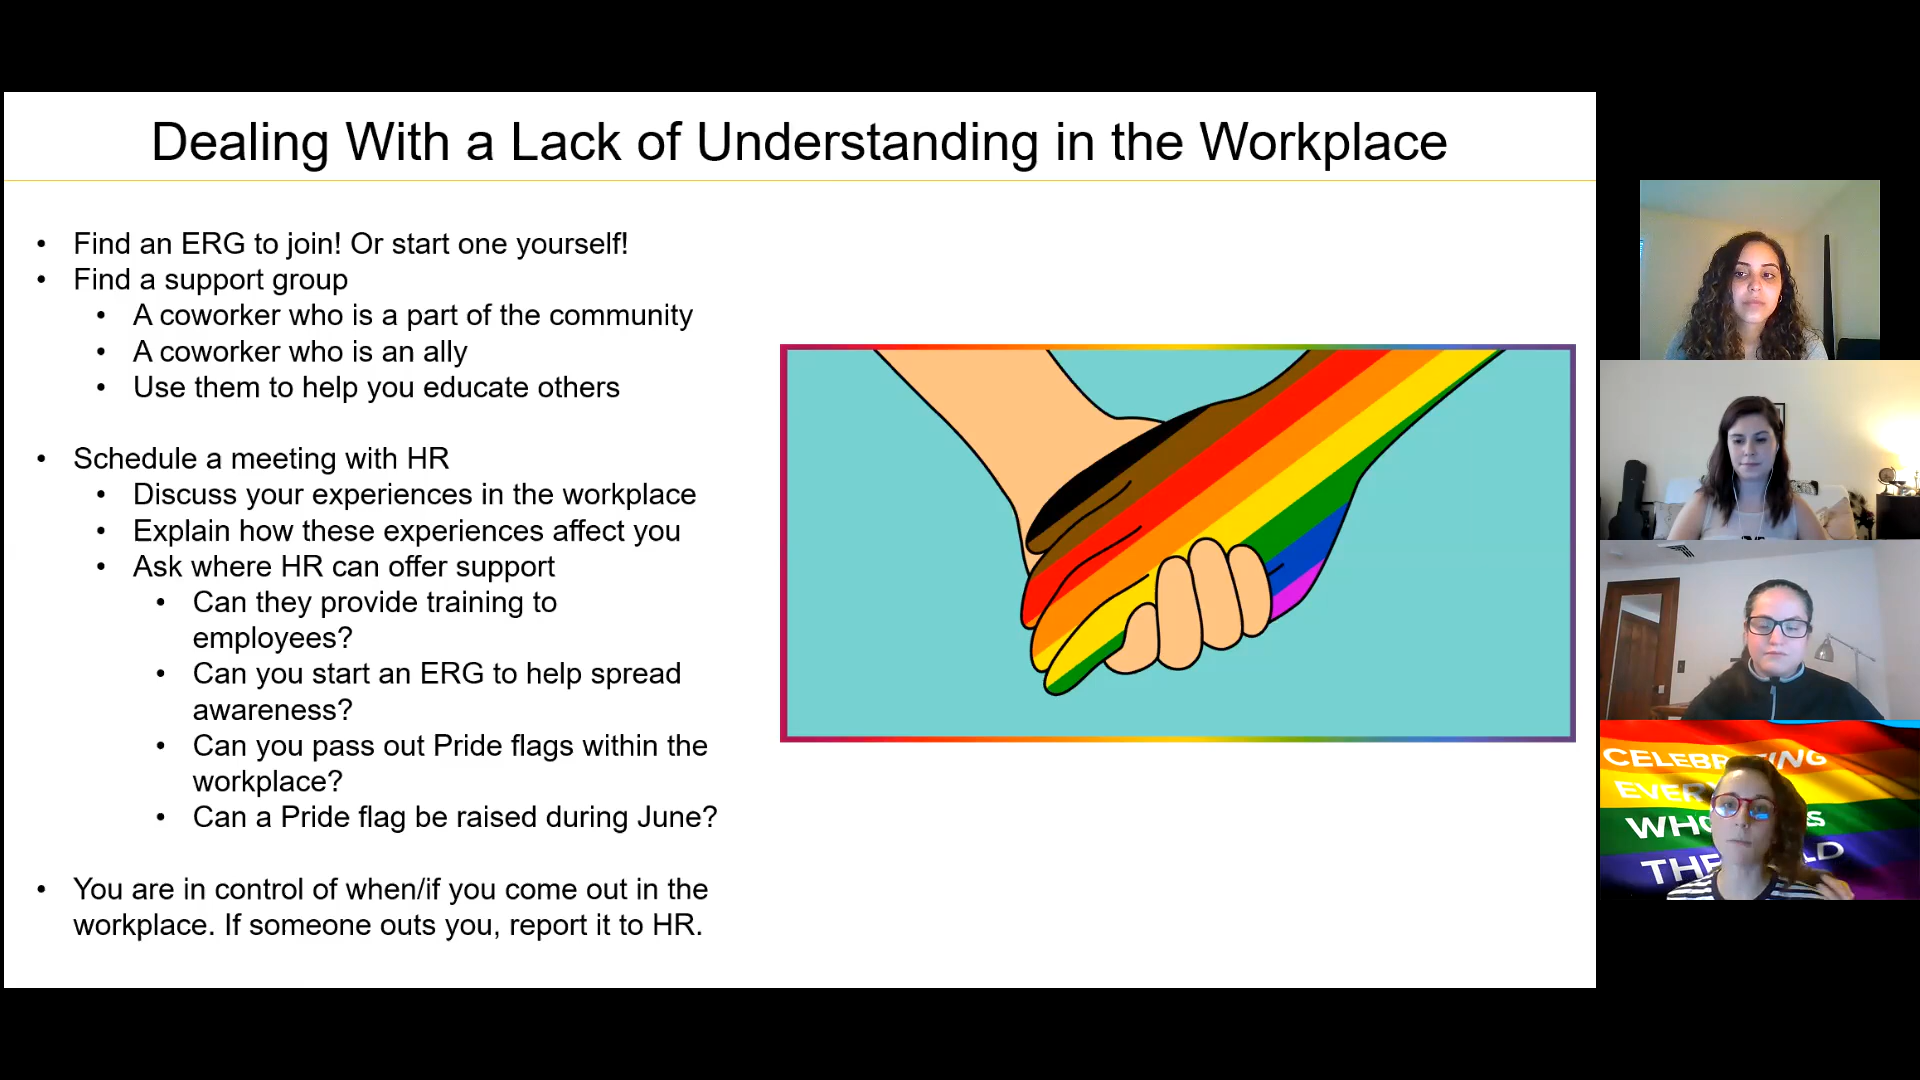 Dealing With a Lack of Understanding in the Workplace
• Find an ERG to join! Or start one yourself!
• Find a support group
• A coworker who is a part of the community
• A coworker who is an ally
• Use them to help you educate others
• Schedule a meeting with HR
• Discuss your experiences in the workplace
• Explain how these experiences affect you
• Ask where HR can offer support
• Can they provide training to
employees?
• Can you start an ERG to help spread
awareness?
• Can you pass out Pride flags within the
workplace?
• Can a Pride flag be raised during June?
• You are in control of when/if you come out in the
workplace. If someone outs you, report it to HR.